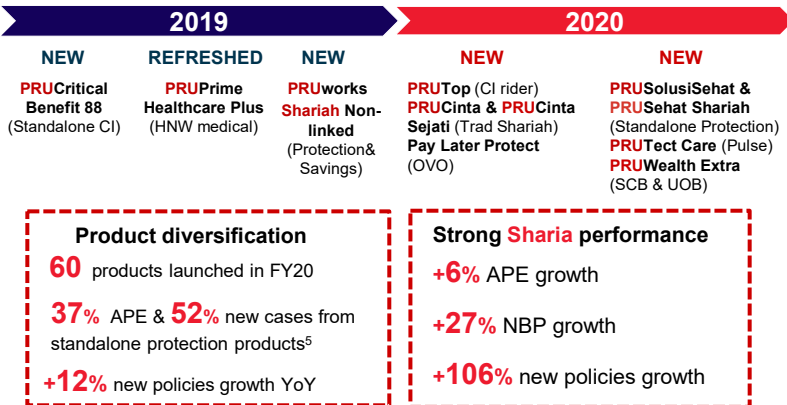 2019
2020
NEW
PRUCritical
Benefit 88
(Standalone CI)
REFRESHED
PRUPrime
Healthcare Plus
(HNW medical)
NEW
PRUworks
Shariah Non-
linked
(Protection&
Savings)
NEW
PRUTop (CI rider)
PRUCinta & PRUCinta
Sejati (Trad Shariah)
Pay Later Protect
(OVO)
NEW
PRUSolusiSehat &
PRUSehat Shariah
(Standalone Protection)
PRUTect Care (Pulse)
PRUWealth Extra
(SCB & UOB)
Product diversification
60 products launched in FY20
37% APE & 52% new cases from
standalone protection products5
+12% new policies growth YoY
Strong Sharia performance
+6% APE growth
+27% NBP growth
+106% new policies growth